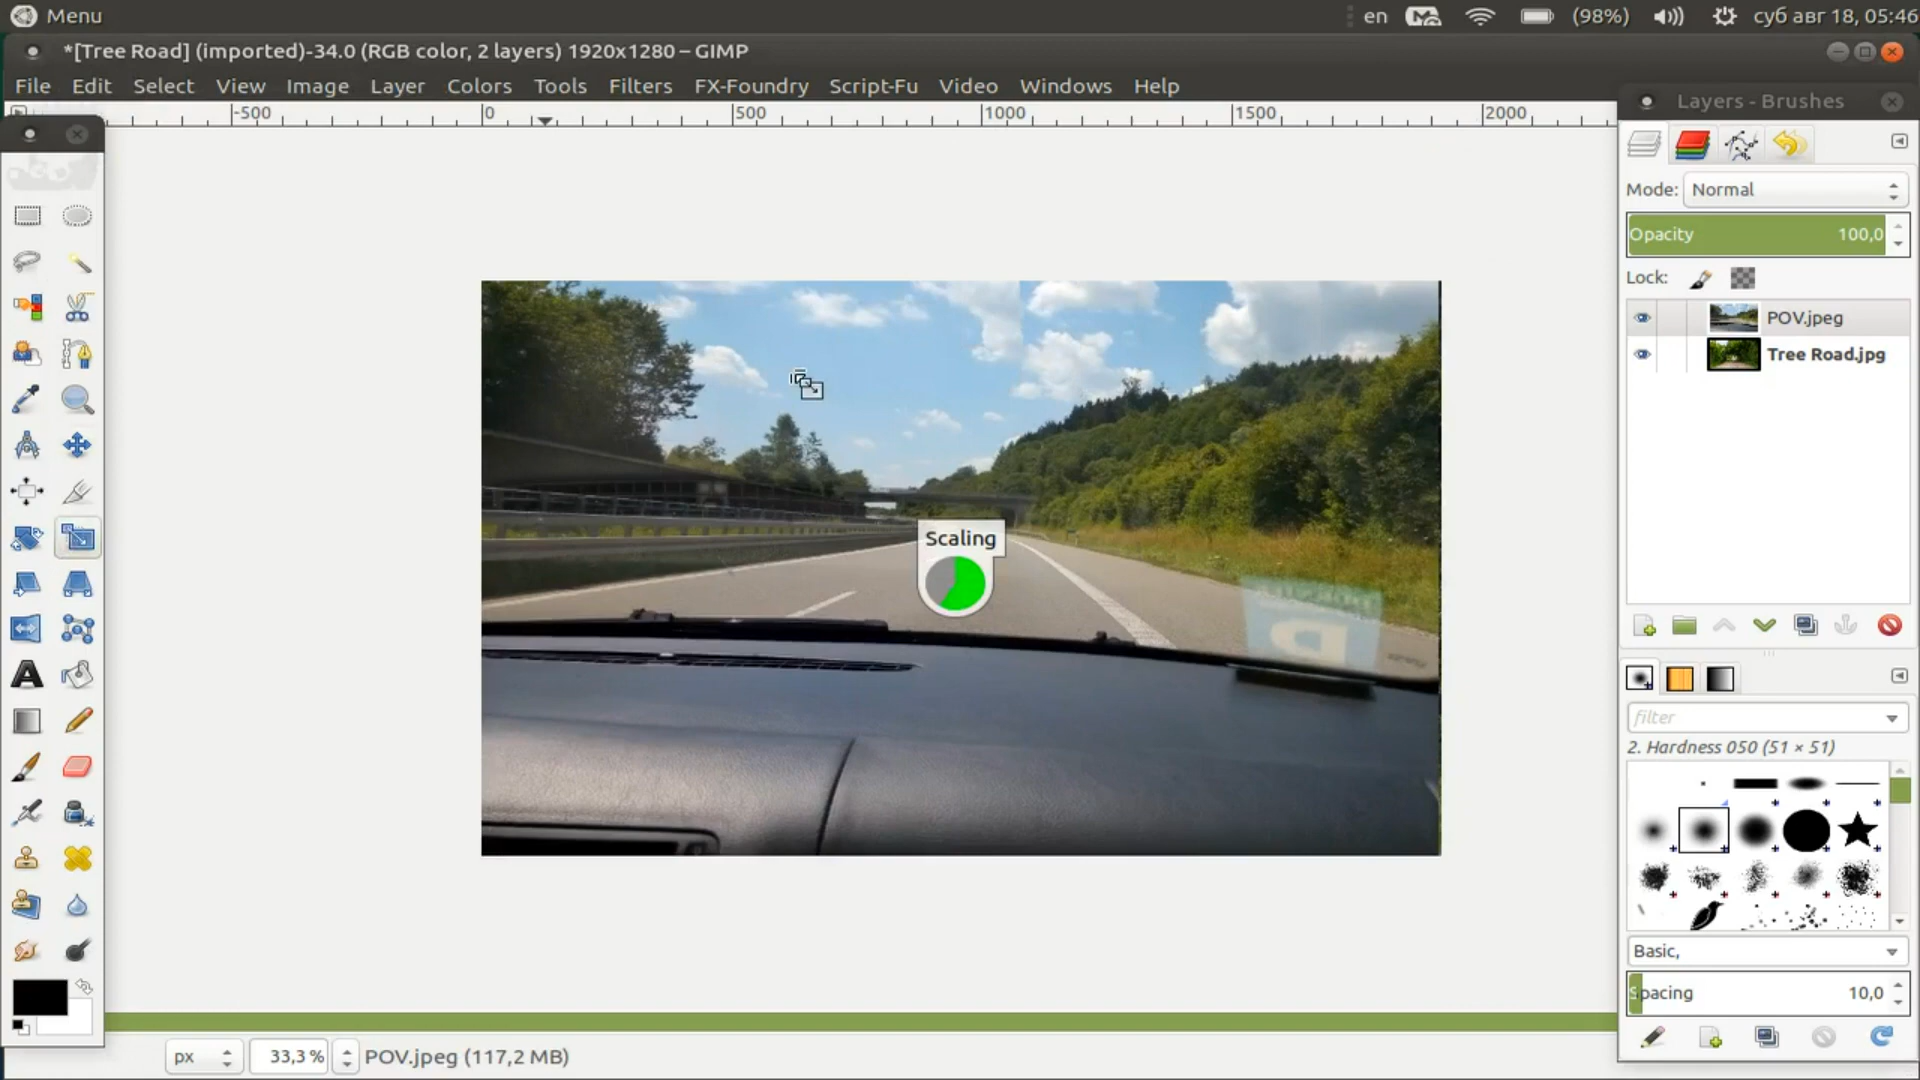 Menu
en (98%) суб авг 18, 05:46
*[Tree Road] (imported)-34.0 (RGB color, 2 layers) 1920x1280 – GIMP
File Edit Select View Image Layer Colors Tools Filters FX-Foundry Script-Fu Video Windows Help
-500 0 500 1000 1500 2000
Layers - Brushes
Mode: Normal
Opacity 100,0
Lock:
POV.jpeg
Tree Road.jpg
Scaling
filter
2. Hardness 050 (51 × 51)
Basic,
Spacing 10,0
px 33,3 % POV.jpeg (117,2 MB)